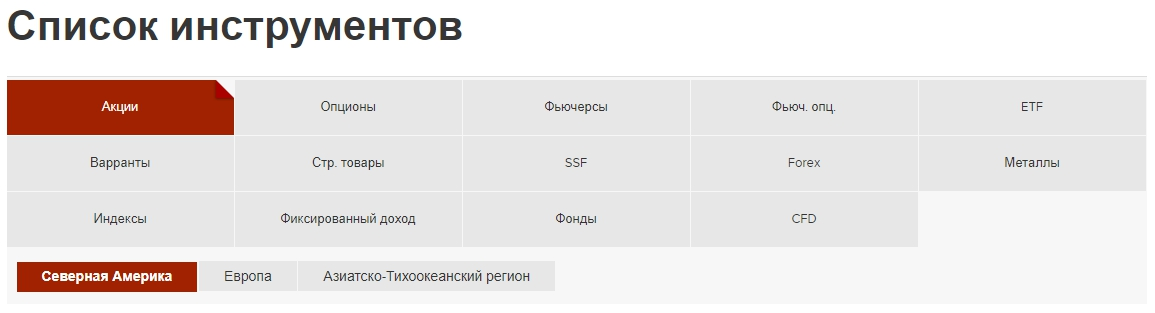 Список инструментов
Акции Опционы Фьючерсы Фьюч. опц. ETF
Варранты Стр. товары SSF Forex Металлы
Индексы Фиксированный доход Фонды CFD
Северная Америка Европа Азиатско-Тихоокеанский регион